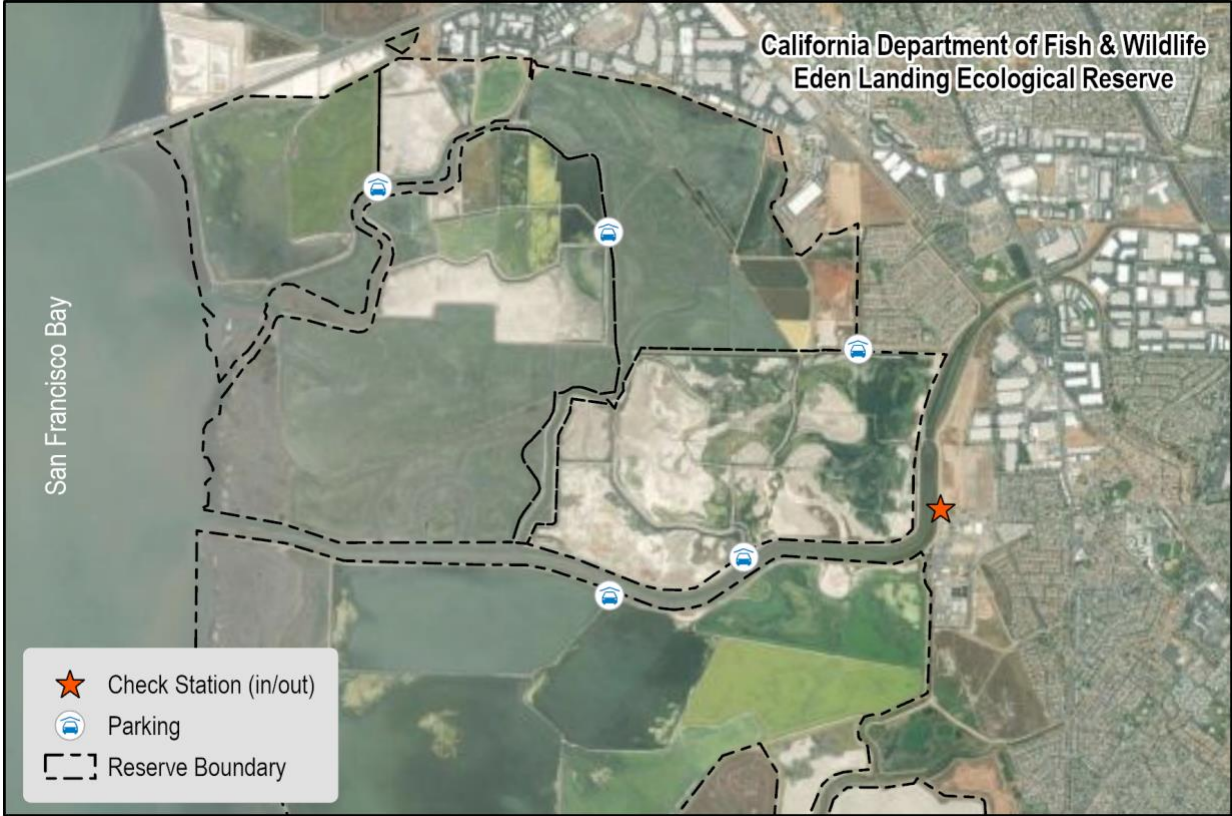 California Department of Fish & Wildlife
Eden Landing Ecological Reserve
San Francisco Bay
Check Station (in/out)
Parking
Reserve Boundary